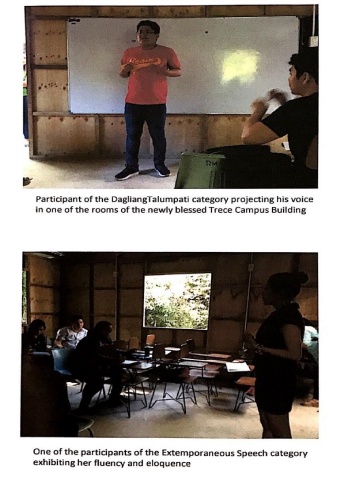 RM
Participant of the DagliangTalumpati category projecting his voice
in one of the rooms of the newly blessed Trece Campus Building
One of the participants of the Extemporaneous Speech category
exhibiting her fluency and eloquence